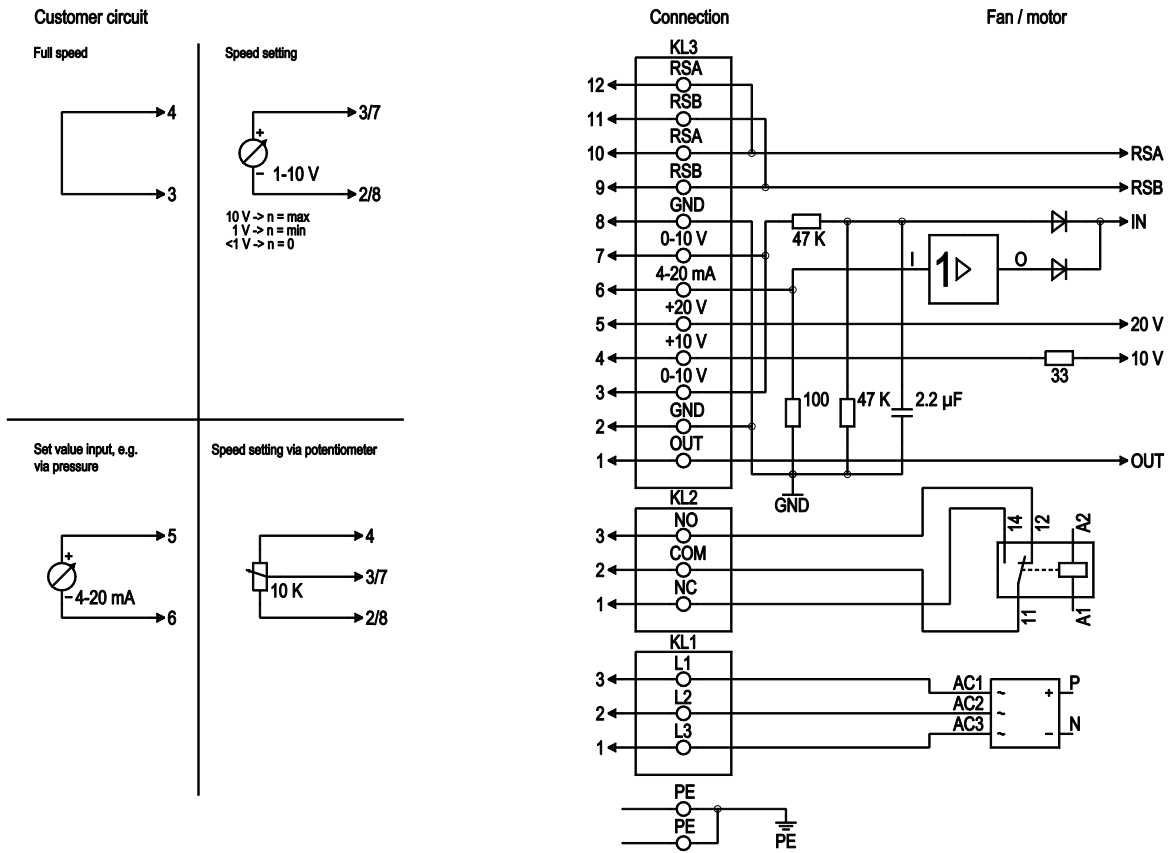 Customer circuit
Connection
Fan / motor
Full speed
4
3
Speed setting
3/7
+
−
1-10 V
2/8
10 V -> n = max
1 V -> n = min
<1 V -> n = 0
Set value input, e.g.
via pressure
5
+
−
4-20 mA
6
Speed setting via potentiometer
4
3/7
10 K
2/8
KL3
12 RSA
11 RSB
10 RSA RSA
9 RSB RSB
8 GND IN
47 K
7 0-10 V
I 1 O
6 4-20 mA
5 +20 V 20 V
4 +10 V 10 V
33
3 0-10 V
100 47 K 2.2 µF
2 GND
1 OUT OUT
GND
KL2
3 NO
14 12 A2
2 COM
1 NC
11 A1
KL1
3 L1 AC1 ~ + P
2 L2 AC2 ~
1 L3 AC3 ~ − N
PE
PE
PE